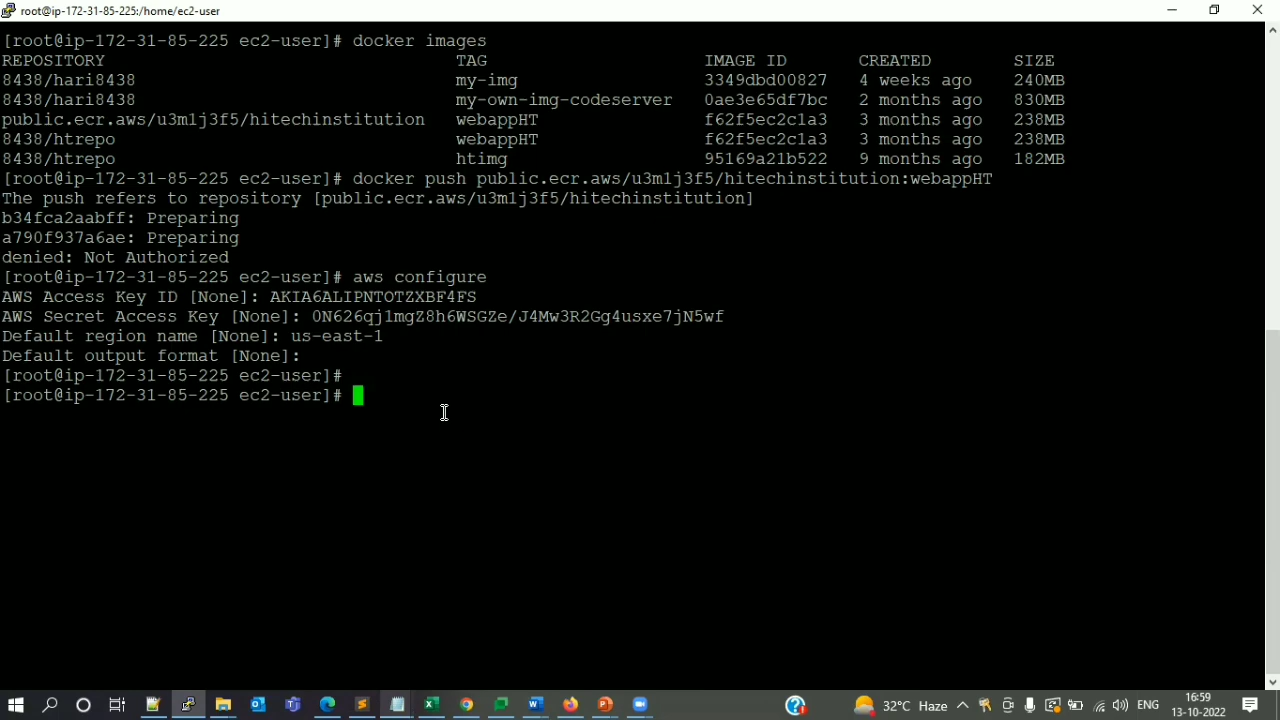 root@ip-172-31-85-225:/home/ec2-user
[root@ip-172-31-85-225 ec2-user]# docker images
REPOSITORY TAG IMAGE ID CREATED SIZE
8438/hari8438 my-img 3349dbd00827 4 weeks ago 240MB
8438/hari8438 my-own-img-codeserver 0ae3e65df7bc 2 months ago 830MB
public.ecr.aws/u3m1j3f5/hitechinstitution webappHT f62f5ec2c1a3 3 months ago 238MB
8438/htrepo webappHT f62f5ec2c1a3 3 months ago 238MB
8438/htrepo htimg 95169a21b522 9 months ago 182MB
[root@ip-172-31-85-225 ec2-user]# docker push public.ecr.aws/u3m1j3f5/hitechinstitution:webappHT
The push refers to repository [public.ecr.aws/u3m1j3f5/hitechinstitution]
b34fca2aabff: Preparing
a790f937a6ae: Preparing
denied: Not Authorized
[root@ip-172-31-85-225 ec2-user]# aws configure
AWS Access Key ID [None]: AKIA6ALIPNTOTZXBF4FS
AWS Secret Access Key [None]: 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
Default region name [None]: us-east-1
Default output format [None]:
[root@ip-172-31-85-225 ec2-user]#
[root@ip-172-31-85-225 ec2-user]#
32°C Haze ENG 16:59
13-10-2022